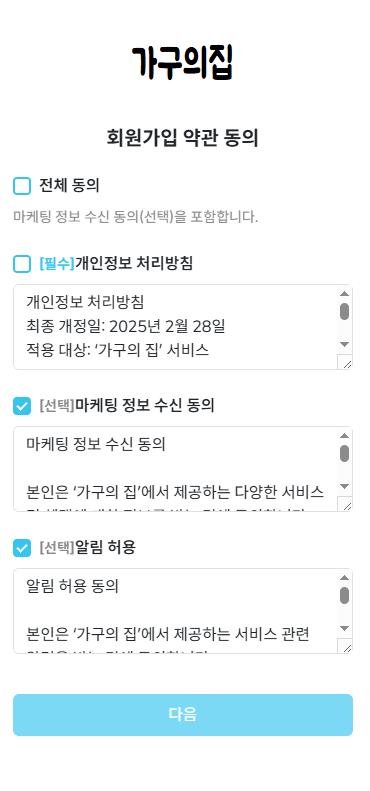 가구의집
회원가입 약관 동의
전체 동의
마케팅 정보 수신 동의(선택)을 포함합니다.
[필수]개인정보 처리방침
개인정보 처리방침
최종 개정일: 2025년 2월 28일
적용 대상: ‘가구의 집’ 서비스
[선택]마케팅 정보 수신 동의
마케팅 정보 수신 동의
본인은 ‘가구의 집’에서 제공하는 다양한 서비스
[선택]알림 허용
알림 허용 동의
본인은 ‘가구의 집’에서 제공하는 서비스 관련
다음